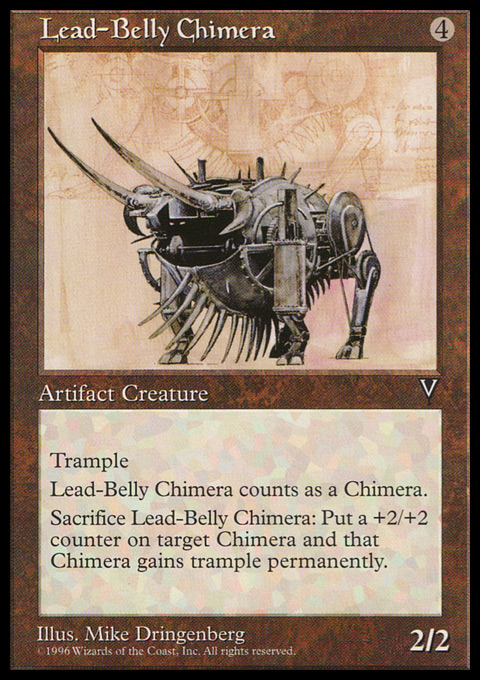 Lead-Belly Chimera 4
Artifact Creature V
Trample
Lead-Belly Chimera counts as a Chimera.
Sacrifice Lead-Belly Chimera: Put a +2/+2
counter on target Chimera and that
Chimera gains trample permanently.
Illus. Mike Dringenberg
2/2
©1996 Wizards of the Coast, Inc. All rights reserved.